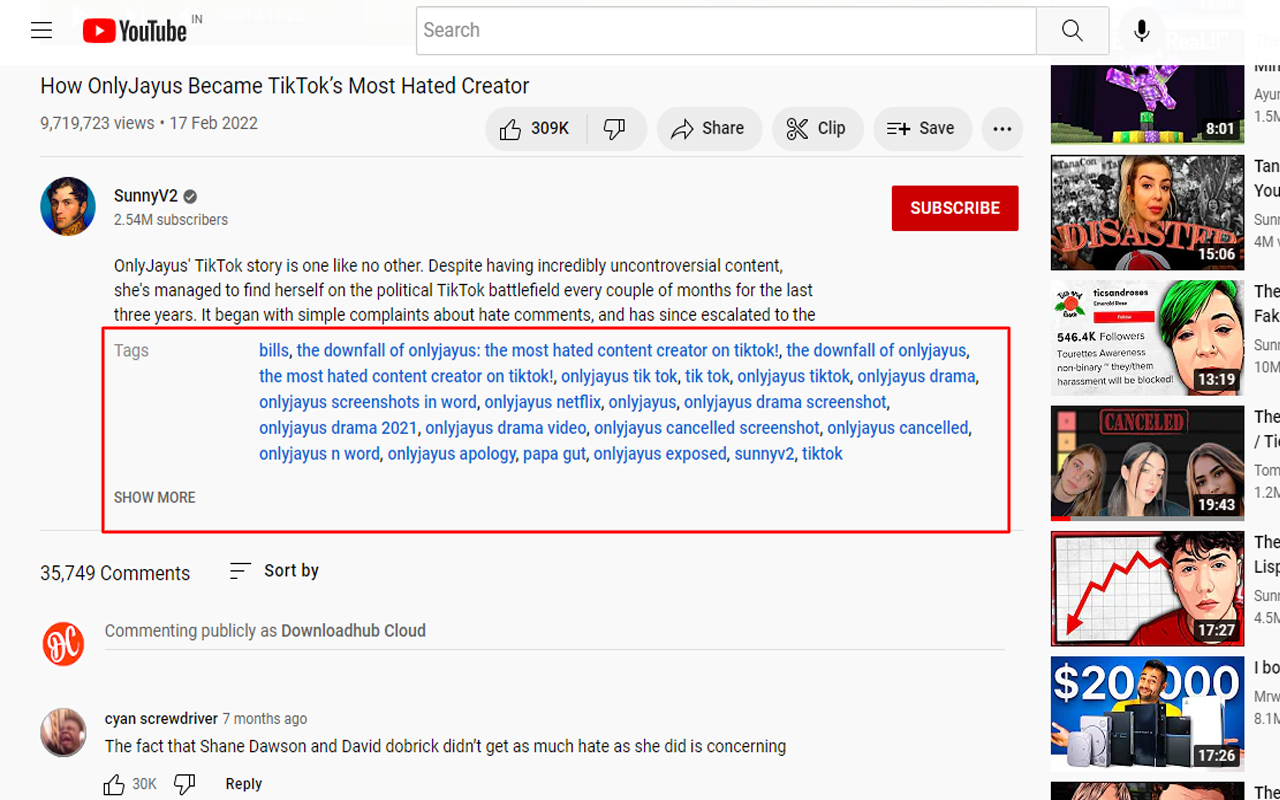 YouTube IN
Search
How OnlyJayus Became TikTok’s Most Hated Creator
9,719,723 views • 17 Feb 2022
309K
Share
Clip
Save
SunnyV2
2.54M subscribers
SUBSCRIBE
OnlyJayus' TikTok story is one like no other. Despite having incredibly uncontroversial content,
she's managed to find herself on the political TikTok battlefield every couple of months for the last
three years. It began with simple complaints about hate comments, and has since escalated to the
Tags
bills, the downfall of onlyjayus: the most hated content creator on tiktok!, the downfall of onlyjayus,
the most hated content creator on tiktok!, onlyjayus tik tok, tik tok, onlyjayus tiktok, onlyjayus drama,
onlyjayus screenshots in word, onlyjayus netflix, onlyjayus, onlyjayus drama screenshot,
onlyjayus drama 2021, onlyjayus drama video, onlyjayus cancelled screenshot, onlyjayus cancelled,
onlyjayus n word, onlyjayus apology, papa gut, onlyjayus exposed, sunnyv2, tiktok
SHOW MORE
35,749 Comments
Sort by
Commenting publicly as Downloadhub Cloud
cyan screwdriver 7 months ago
The fact that Shane Dawson and David dobrick didn’t get as much hate as she did is concerning
30K
Reply
8:01
Ayu
1.5M
#TanaCon
DISASTER
15:06
Tan
You
Sunn
4M v
ticsandroses
Emerald Rose
Follow
546.4K Followers
Tourettes Awareness
non-binary ~ they/them
harassment will be blocked!
13:19
The
Fak
Sunn
10M
CANCELED
19:43
The
/ Tic
Tom
1.2M
17:27
The
Lisp
Sunn
4.5M
$20,000
17:26
I bo
Mrw
8.1M
The